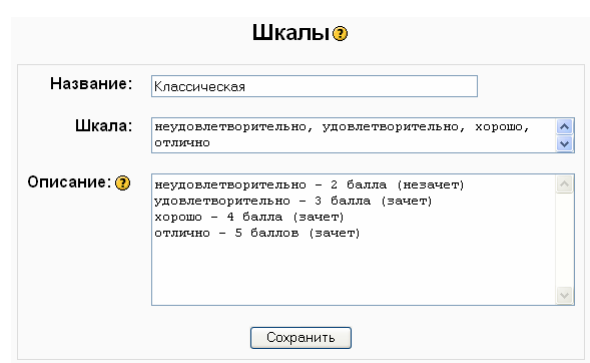 Шкалы
Название: Классическая
Шкала: неудовлетворительно, удовлетворительно, хорошо,
отлично
Описание: неудовлетворительно - 2 балла (незачет)
удовлетворительно - 3 балла (зачет)
хорошо - 4 балла (зачет)
отлично - 5 баллов (зачет)
Сохранить